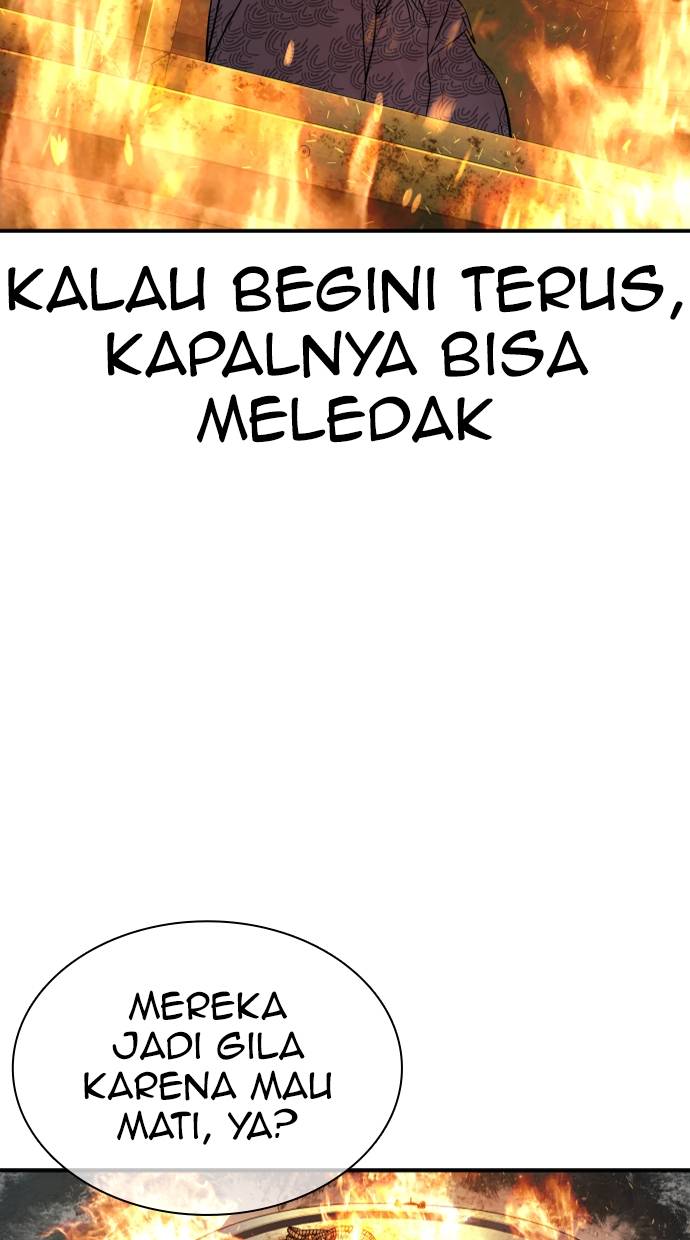 KALAU BEGINI TERUS,
KAPALNYA BISA
MELEDAK
MEREKA
JADI GILA
KARENA MAU
MATI, YA?